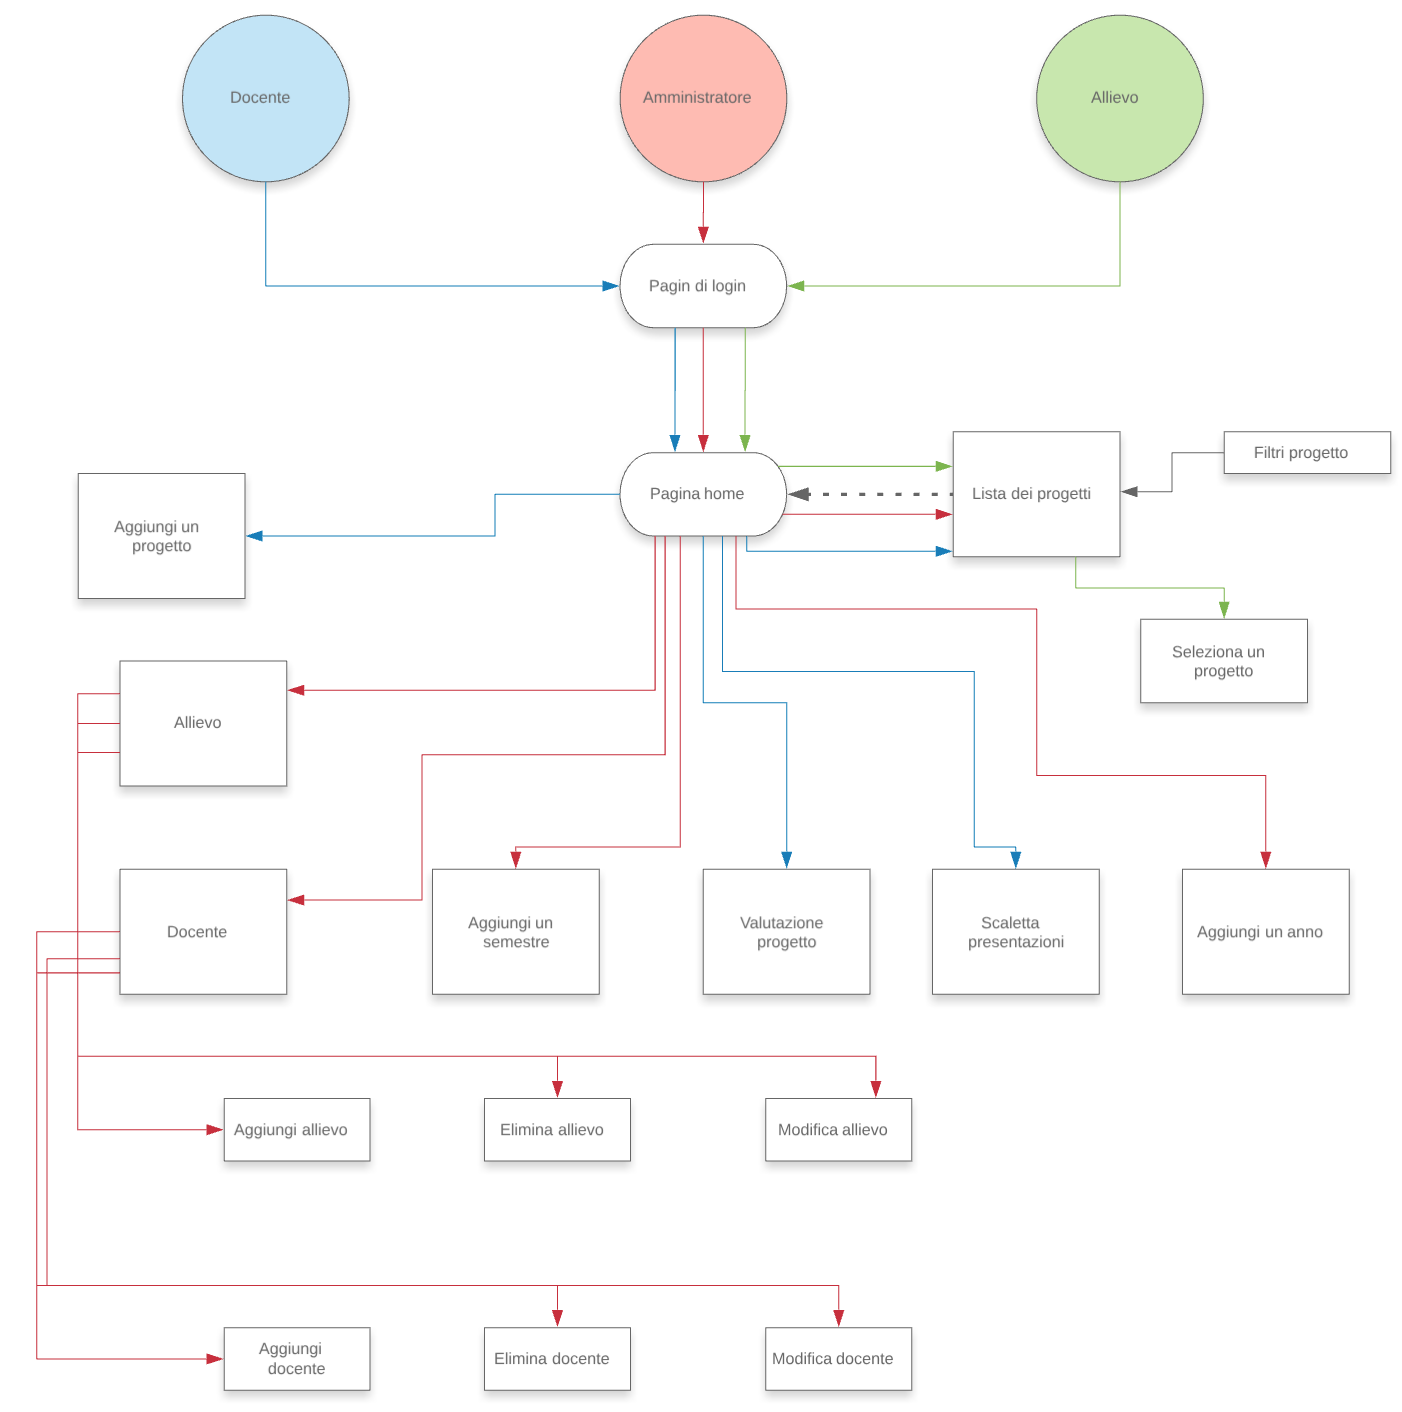 Docente
Amministratore
Allievo
Pagin di login
Filtri progetto
Pagina home
Lista dei progetti
Aggiungi un
progetto
Seleziona un
progetto
Allievo
Docente
Aggiungi un
semestre
Valutazione
progetto
Scaletta
presentazioni
Aggiungi un anno
Aggiungi allievo
Elimina allievo
Modifica allievo
Aggiungi
docente
Elimina docente
Modifica docente